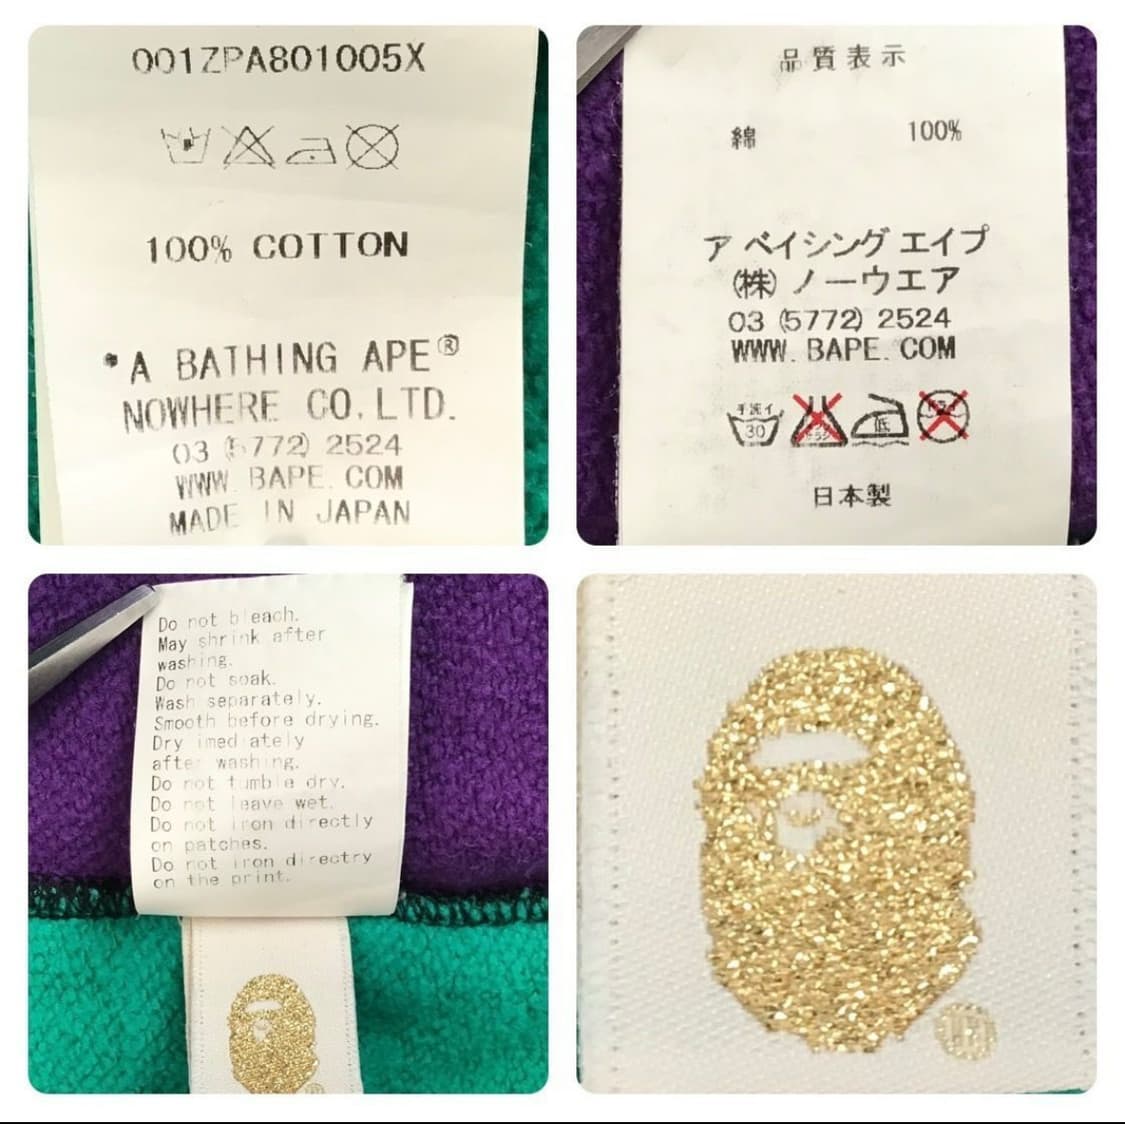 001ZPA801005X
100% COTTON
*A BATHING APE®
NOWHERE CO,LTD.
03 (5772) 2524
WWW. BAPE. COM
MADE IN JAPAN
品質表示
綿 100%
ア ベイシング エイプ
(株) ノーウエア
03 (5772) 2524
WWW. BAPE. COM
手洗イ
30
低
日本製
Do not bleach.
May shrink after
washing.
Do not soak.
Wash separately.
Smooth before drying.
Dry imediately
after washing.
Do not tumble dry.
Do not leave wet.
Do not iron directly
on patches.
Do not iron directry
on the print.